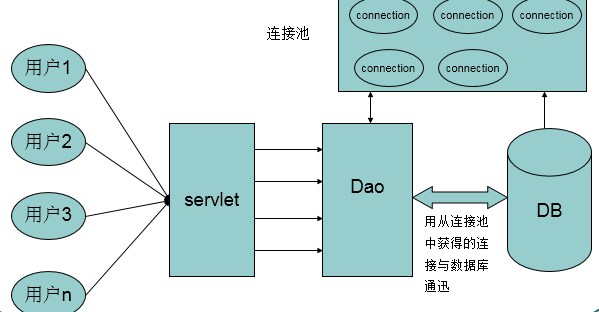 connection
connection
connection
连接池
connection
connection
用户1
用户2
servlet
Dao
用户3
DB
用从连接池
中获得的连
接与数据库
通迅
用户n